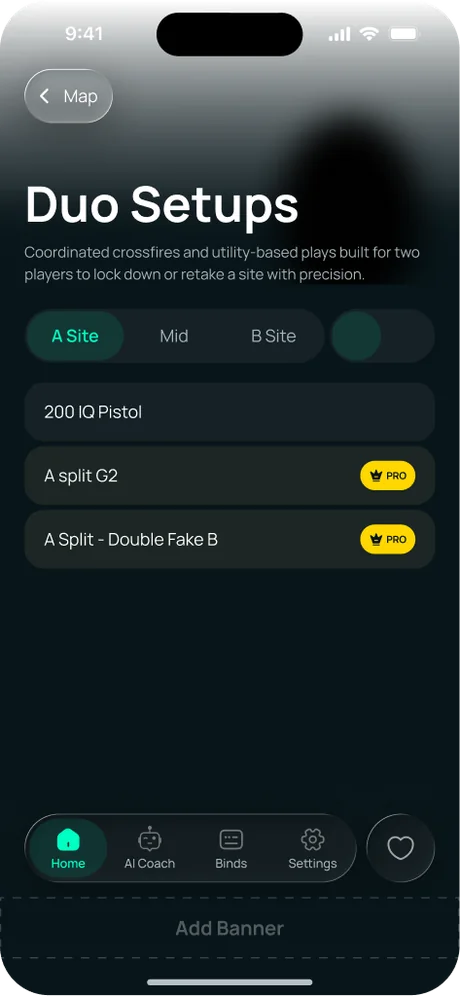 9:41
Map
Duo Setups
Coordinated crossfires and utility-based plays built for two
players to lock down or retake a site with precision.
A Site
Mid
B Site
200 IQ Pistol
A split G2
PRO
A Split - Double Fake B
PRO
Home
AI Coach
Binds
Settings
Add Banner